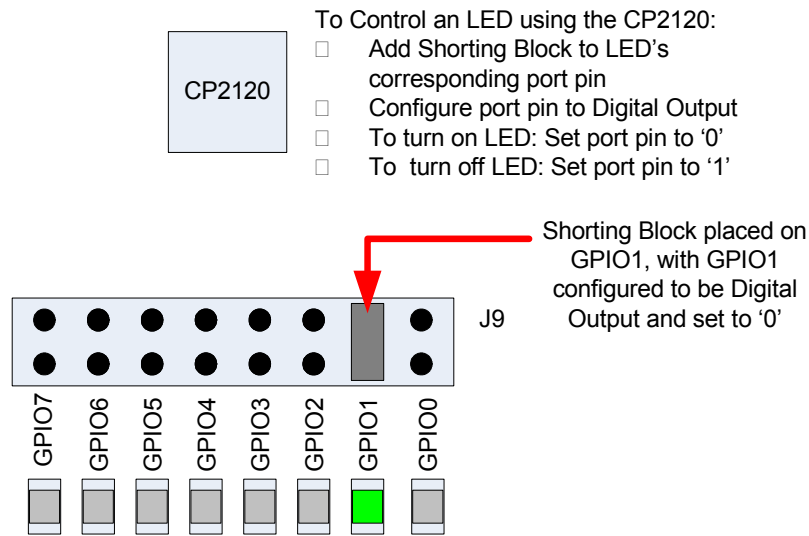 To Control an LED using the CP2120:
Add Shorting Block to LED’s
corresponding port pin
Configure port pin to Digital Output
To turn on LED: Set port pin to ‘0’
To turn off LED: Set port pin to ‘1’
CP2120
Shorting Block placed on
GPIO1, with GPIO1
configured to be Digital
Output and set to ‘0’
J9
GPIO7
GPIO6
GPIO5
GPIO4
GPIO3
GPIO2
GPIO1
GPIO0